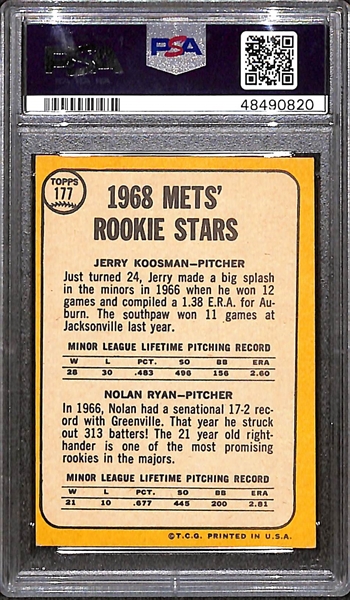 PSA
PSA
48490820
TOPPS
177
1968 METS'
ROOKIE STARS
JERRY KOOSMAN—PITCHER
Just turned 24, Jerry made a big splash
in the minors in 1966 when he won 12
games and compiled a 1.38 E.R.A. for Au-
burn. The southpaw won 11 games at
Jacksonville last year.
MINOR LEAGUE LIFETIME PITCHING RECORD
W L PCT. SO BB ERA
28 30 .483 496 156 2.60
NOLAN RYAN—PITCHER
In 1966, Nolan had a senational 17-2 rec-
ord with Greenville. That year he struck
out 313 batters! The 21 year old right-
hander is one of the most promising
rookies in the majors.
MINOR LEAGUE LIFETIME PITCHING RECORD
W L PCT. SO BB ERA
21 10 .677 445 200 2.81
©T.C.G. PRINTED IN U.S.A.